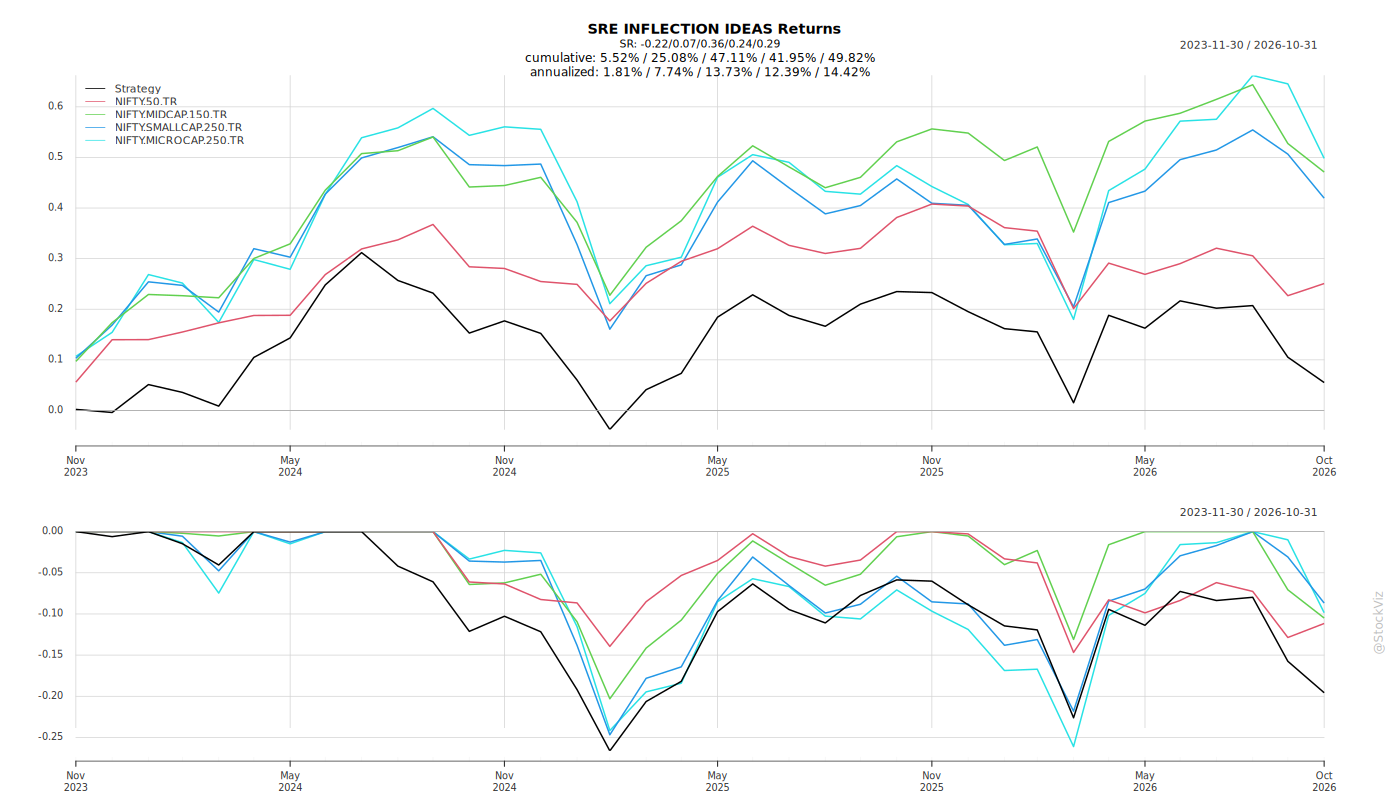 SRE INFLECTION IDEAS Returns
SR: -0.22/0.07/0.36/0.24/0.29
cumulative: 5.52% / 25.08% / 47.11% / 41.95% / 49.82%
annualized: 1.81% / 7.74% / 13.73% / 12.39% / 14.42%
2023-11-30 / 2026-10-31
Strategy
NIFTY.50.TR
NIFTY.MIDCAP.150.TR
NIFTY.SMALLCAP.250.TR
NIFTY.MICROCAP.250.TR
0.6
0.5
0.4
0.3
0.2
0.1
0.0
Nov May Nov May Nov May Oct
2023 2024 2024 2025 2025 2026 2026
2023-11-30 / 2026-10-31
0.00
-0.05
-0.10
-0.15
-0.20
-0.25
Nov May Nov May Nov May Oct
2023 2024 2024 2025 2025 2026 2026
@StockViz